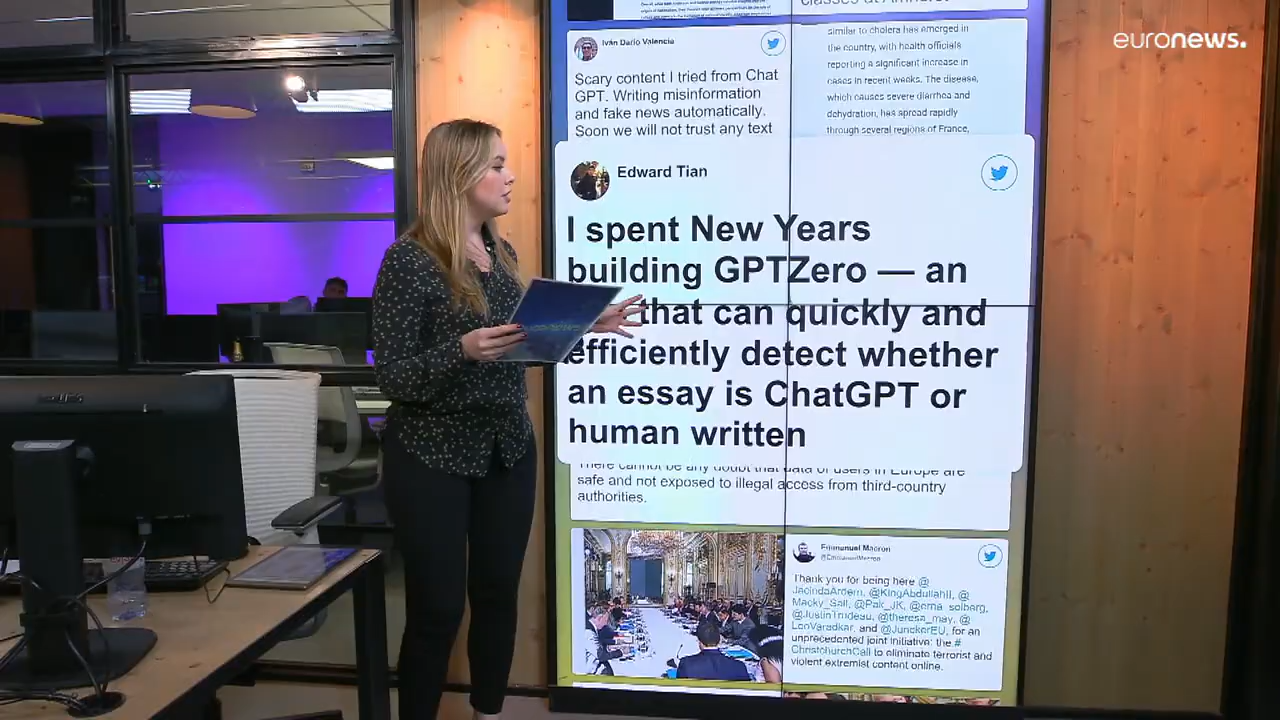 euronews.
classes at Amherst
Iván Darío Valencia
Scary content I tried from Chat
GPT. Writing misinformation
and fake news automatically.
Soon we will not trust any text
similar to cholera has emerged in
the country, with health officials
reporting a significant increase in
cases in recent weeks. The disease,
which causes severe diarrhea and
dehydration, has spread rapidly
through several regions of France,
Edward Tian
I spent New Years
building GPTZero — an
that can quickly and
efficiently detect whether
an essay is ChatGPT or
human written
There cannot be any doubt that data of users in Europe are
safe and not exposed to illegal access from third-country
authorities.
Emmanuel Macron
@EmmanuelMacron
Thank you for being here @
JacindaArdern, @KingAbdullahII, @
Macky_Sall, @Pak_JK, @erna_solberg,
@JustinTrudeau, @theresa_may, @
LeoVaradkar, and @JunckerEU, for an
unprecedented joint initiative: the #
ChristchurchCall to eliminate terrorist and
violent extremist content online.